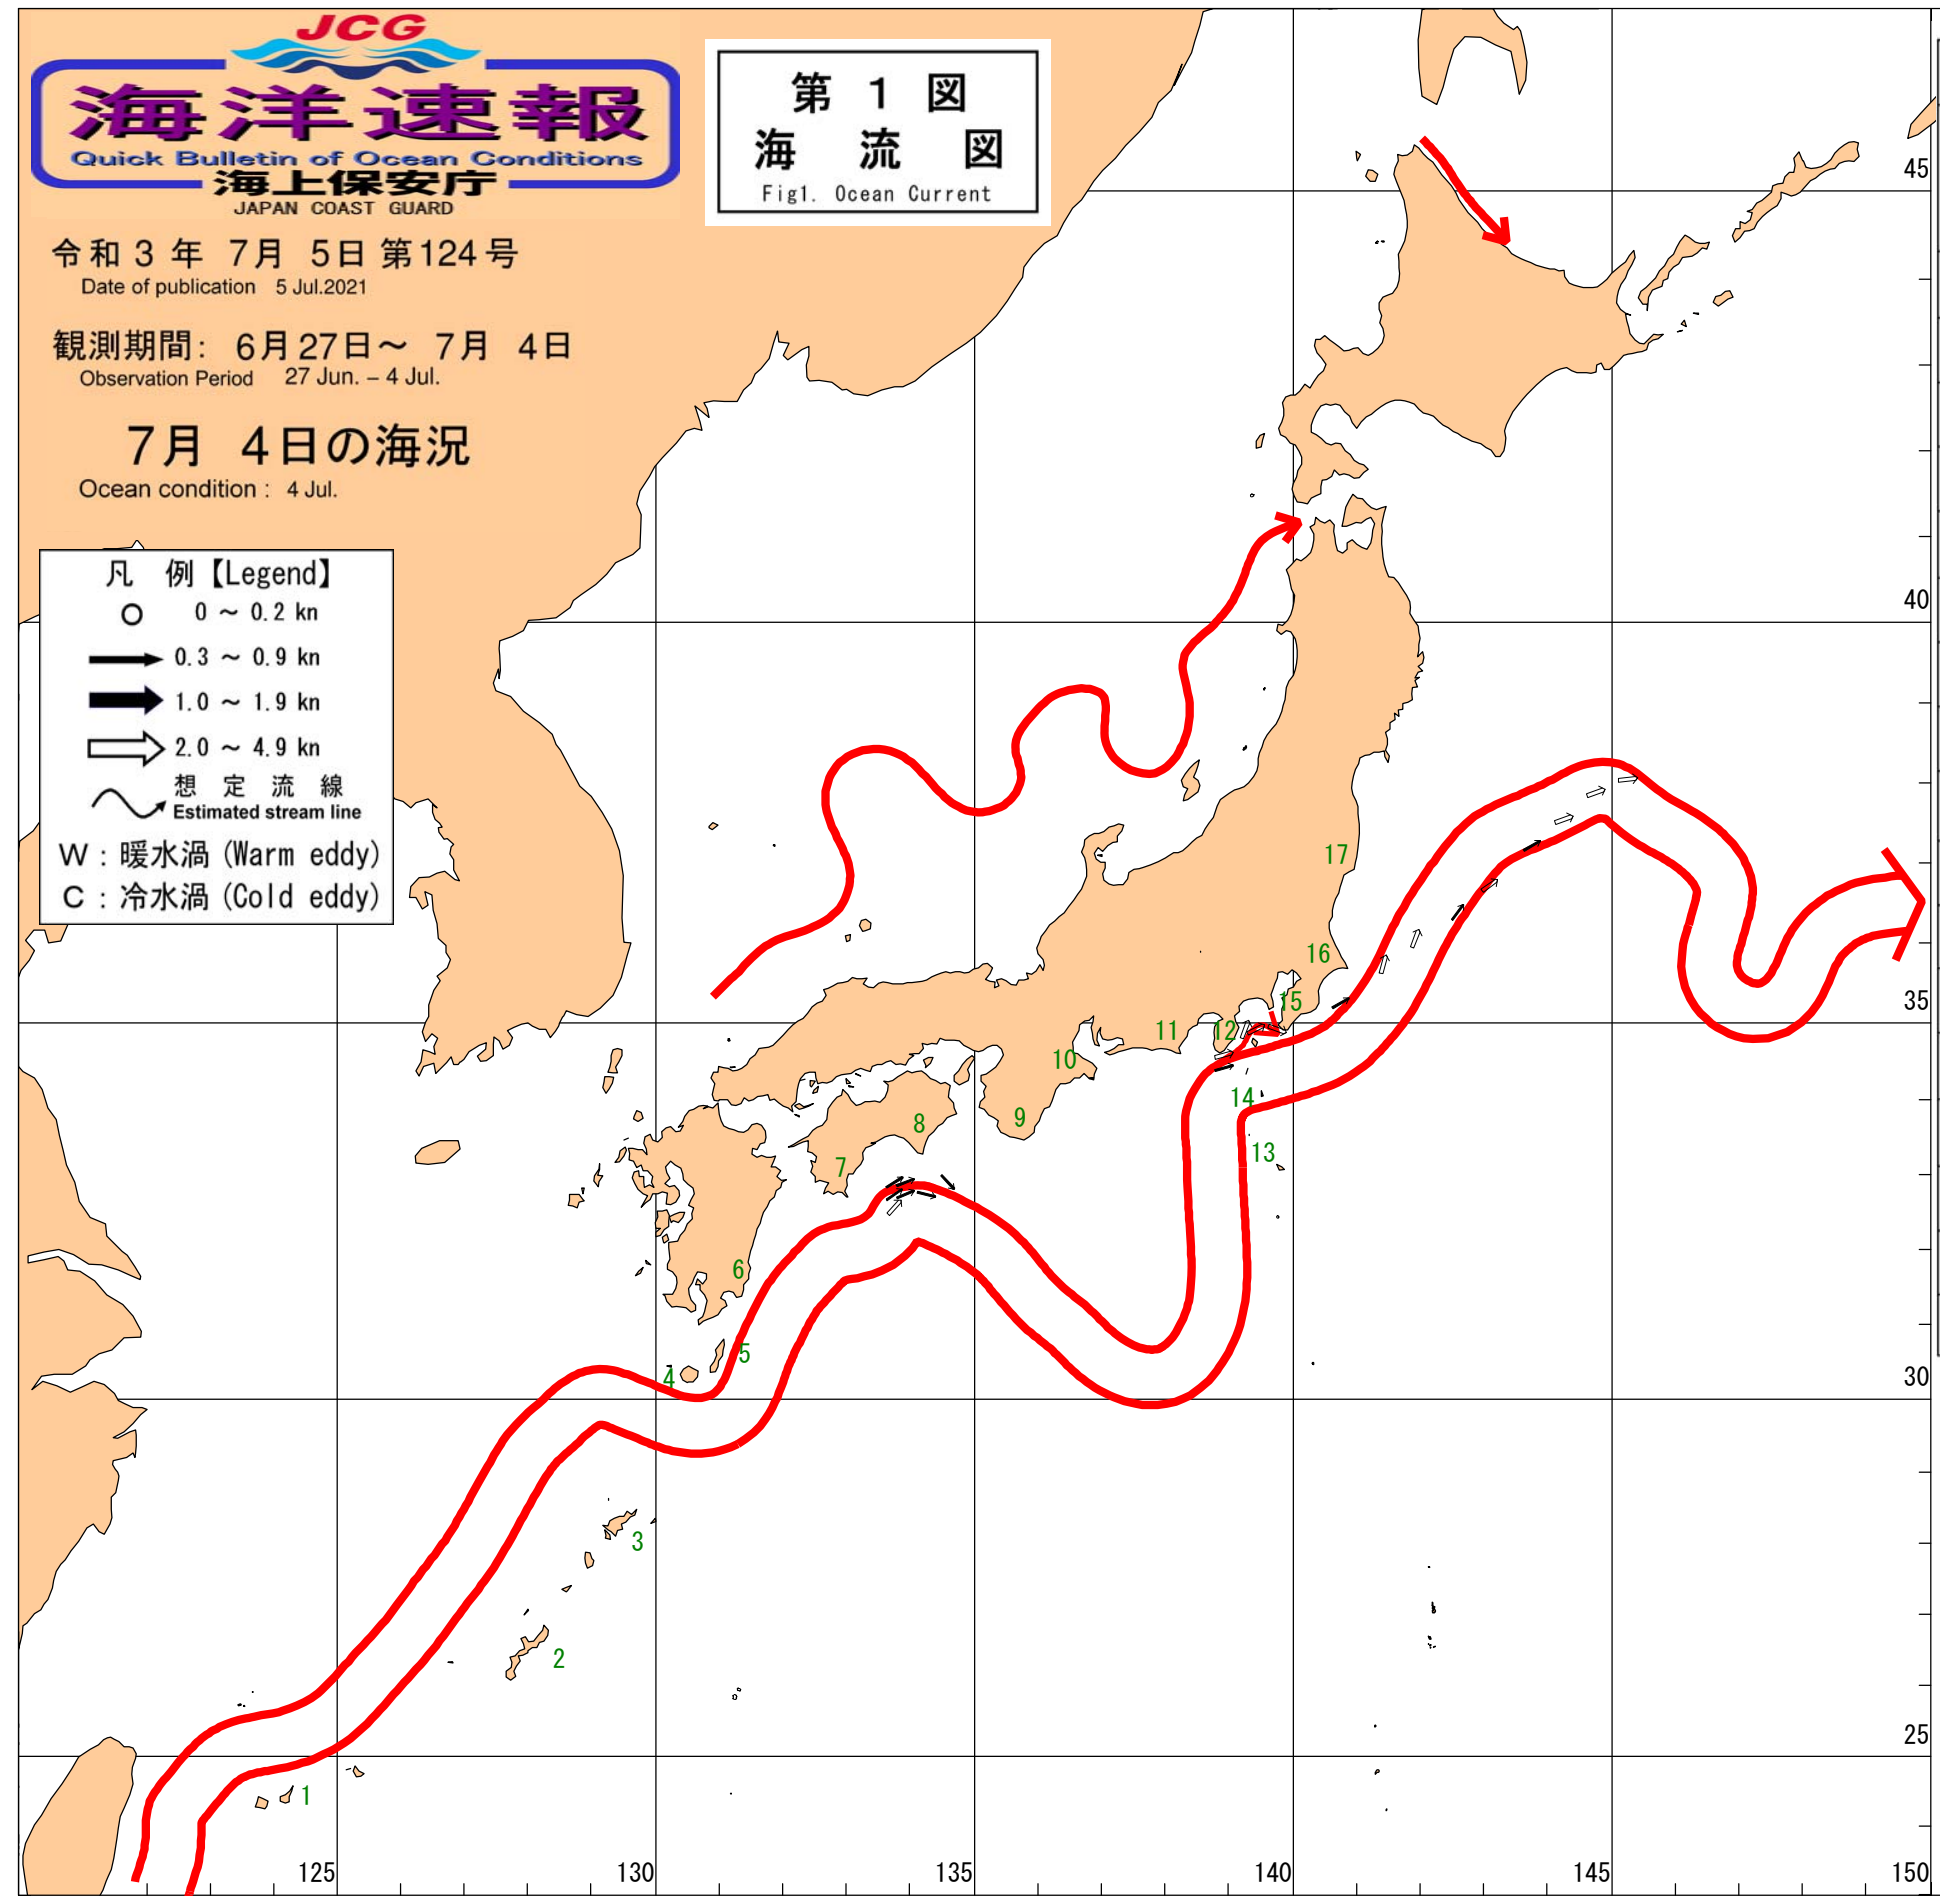 JCG
海洋速報
Quick Bulletin of Ocean Conditions
海上保安庁
JAPAN COAST GUARD
第 1 図
海 流 図
Fig1. Ocean Current
令和 3 年 7月 5日 第124号
Date of publication 5 Jul.2021
観測期間: 6月27日～ 7月 4日
Observation Period 27 Jun. – 4 Jul.
7月 4日の海況
Ocean condition : 4 Jul.
凡 例【Legend】
0 ～ 0.2 kn
0.3 ～ 0.9 kn
1.0 ～ 1.9 kn
2.0 ～ 4.9 kn
想 定 流 線
Estimated stream line
W : 暖水渦 (Warm eddy)
C : 冷水渦 (Cold eddy)
45
40
17
16
35
15
12
11
10
14
9
8
13
7
6
5
4
30
3
2
25
1
125
130
135
140
145
150